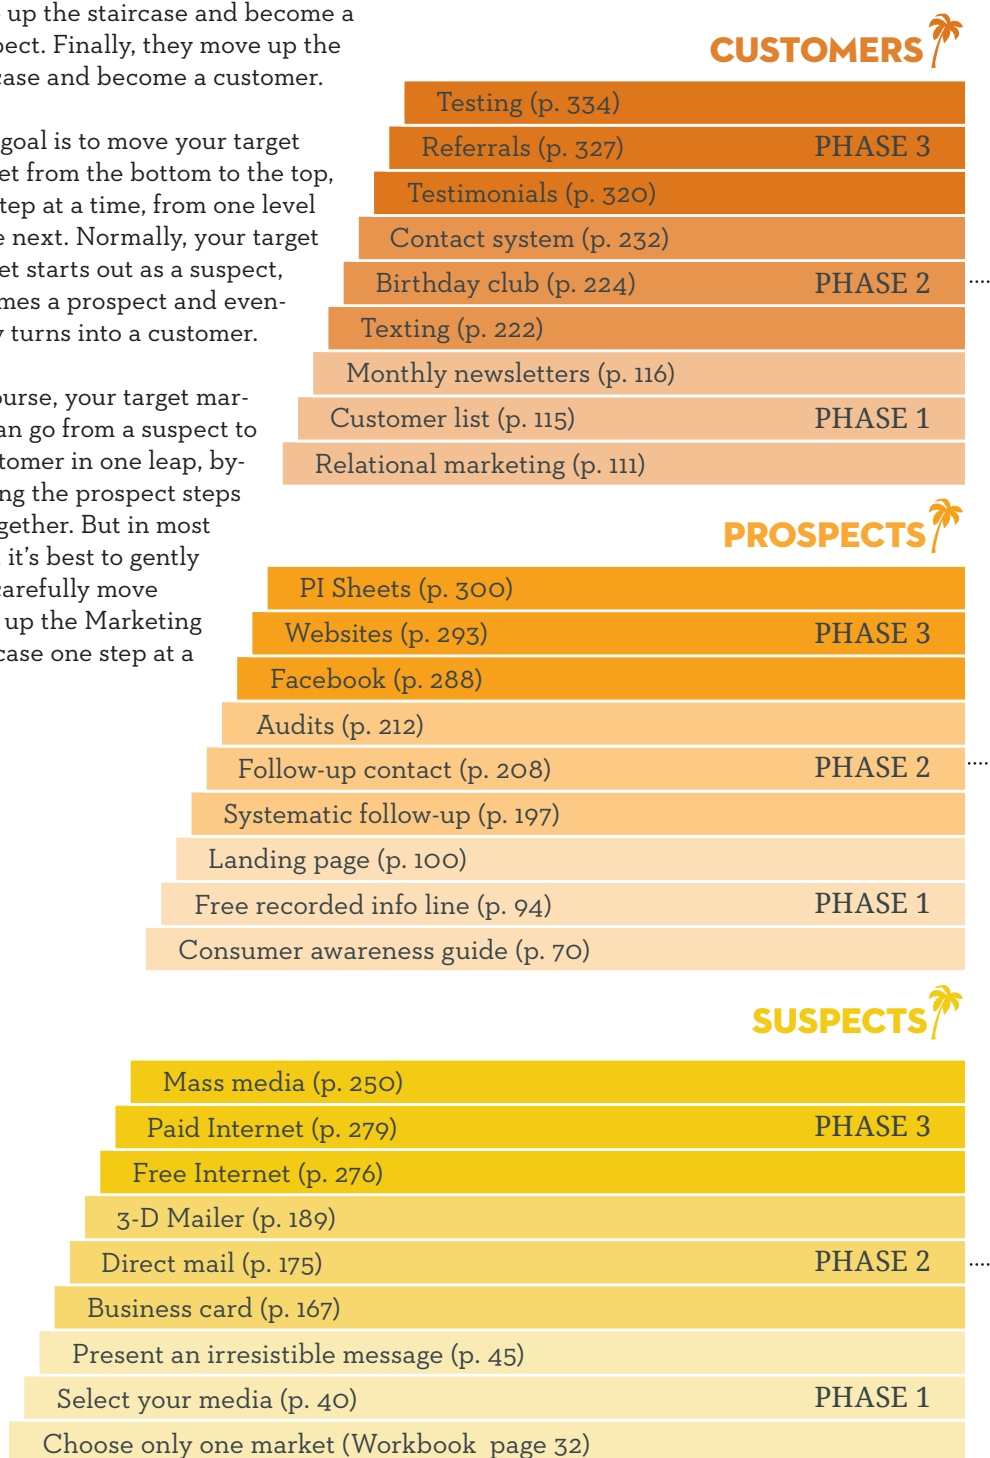 up the staircase and become a
pect. Finally, they move up the
case and become a customer.
goal is to move your target
et from the bottom to the top,
tep at a time, from one level
e next. Normally, your target
et starts out as a suspect,
mes a prospect and even-
y turns into a customer.
ourse, your target mar-
an go from a suspect to
tomer in one leap, by-
ng the prospect steps
gether. But in most
it's best to gently
carefully move
up the Marketing
case one step at a
CUSTOMERS
Testing (p. 334)
Referrals (p. 327) PHASE 3
Testimonials (p. 320)
Contact system (p. 232)
Birthday club (p. 224) PHASE 2 ....
Texting (p. 222)
Monthly newsletters (p. 116)
Customer list (p. 115) PHASE 1
Relational marketing (p. 111)
PROSPECTS
PI Sheets (p. 300)
Websites (p. 293) PHASE 3
Facebook (p. 288)
Audits (p. 212)
Follow-up contact (p. 208) PHASE 2 ....
Systematic follow-up (p. 197)
Landing page (p. 100)
Free recorded info line (p. 94) PHASE 1
Consumer awareness guide (p. 70)
SUSPECTS
Mass media (p. 250)
Paid Internet (p. 279) PHASE 3
Free Internet (p. 276)
3-D Mailer (p. 189)
Direct mail (p. 175) PHASE 2 ....
Business card (p. 167)
Present an irresistible message (p. 45)
Select your media (p. 40) PHASE 1
Choose only one market (Workbook page 32)